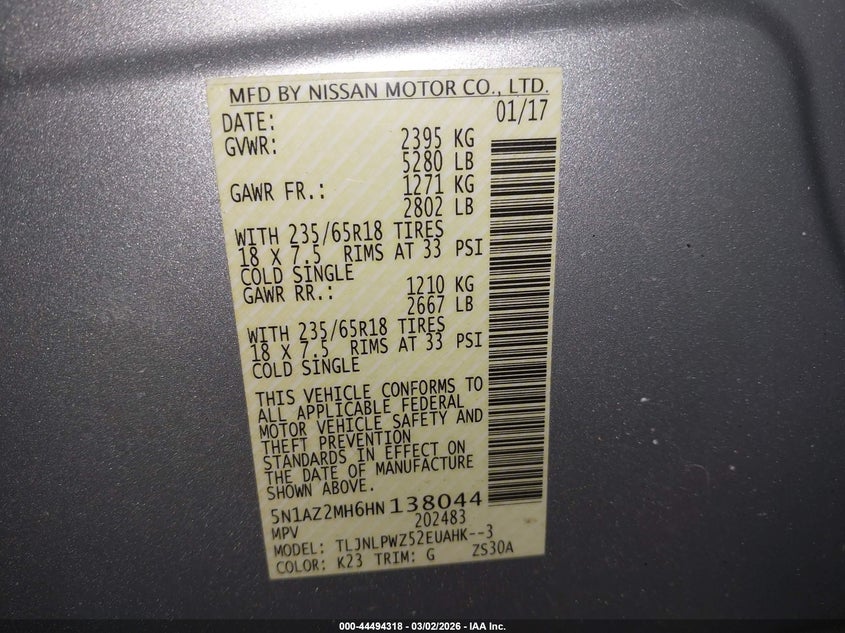 MFD BY NISSAN MOTOR CO., LTD.
DATE: 01/17
GVWR: 2395 KG
5280 LB
GAWR FR.: 1271 KG
2802 LB
WITH 235/65R18 TIRES
18 X 7.5 RIMS AT 33 PSI
COLD SINGLE
GAWR RR.: 1210 KG
2667 LB
WITH 235/65R18 TIRES
18 X 7.5 RIMS AT 33 PSI
COLD SINGLE
THIS VEHICLE CONFORMS TO
ALL APPLICABLE FEDERAL
MOTOR VEHICLE SAFETY AND
THEFT PREVENTION
STANDARDS IN EFFECT ON
THE DATE OF MANUFACTURE
SHOWN ABOVE.
5N1AZ2MH6HN138044
MPV 202483
MODEL: TLJNLPWZ52EUAHK--3
COLOR: K23 TRIM: G ZS30A
000-44494318 - 03/02/2026 - IAA Inc.